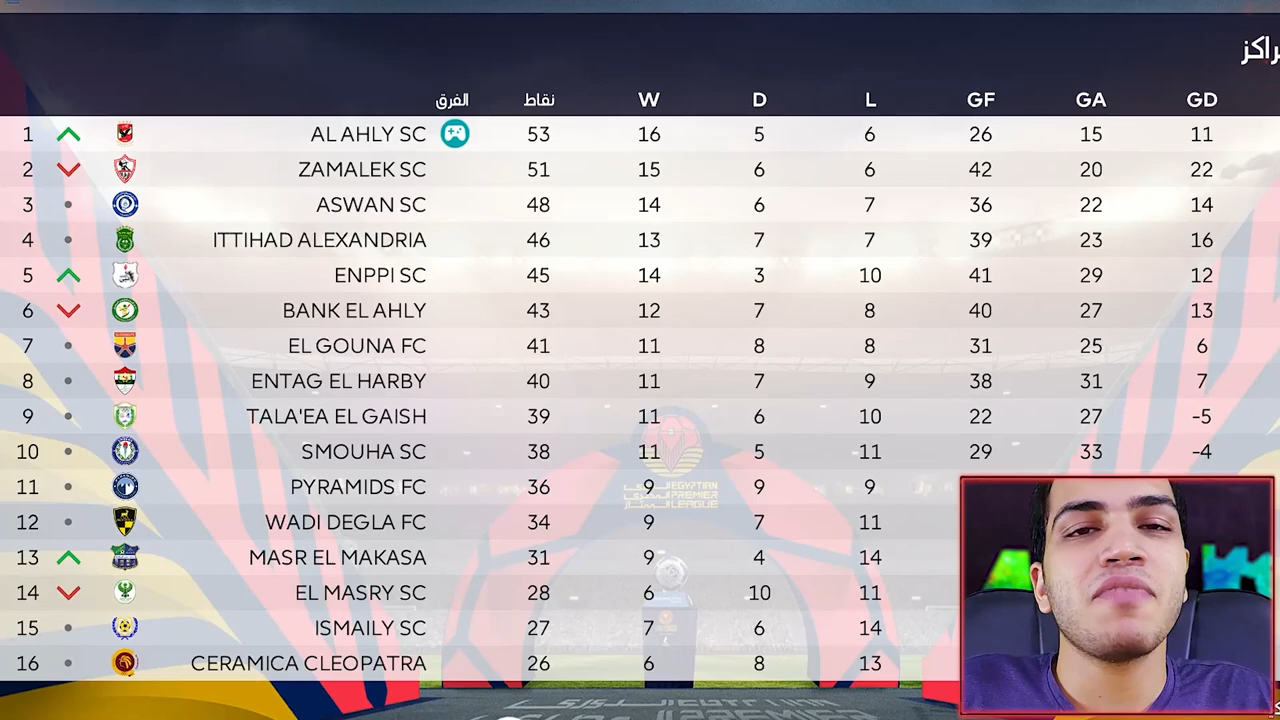 راكز
الفرق نقاط W D L GF GA GD
1 AL AHLY SC 53 16 5 6 26 15 11
2 ZAMALEK SC 51 15 6 6 42 20 22
3 ASWAN SC 48 14 6 7 36 22 14
4 ITTIHAD ALEXANDRIA 46 13 7 7 39 23 16
5 ENPPI SC 45 14 3 10 41 29 12
6 BANK EL AHLY 43 12 7 8 40 27 13
7 EL GOUNA FC 41 11 8 8 31 25 6
8 ENTAG EL HARBY 40 11 7 9 38 31 7
9 TALA'EA EL GAISH 39 11 6 10 22 27 -5
10 SMOUHA SC 38 11 5 11 29 33 -4
11 PYRAMIDS FC 36 9 9 9
12 WADI DEGLA FC 34 9 7 11
13 MASR EL MAKASA 31 9 4 14
14 EL MASRY SC 28 6 10 11
15 ISMAILY SC 27 7 6 14
16 CERAMICA CLEOPATRA 26 6 8 13
EGYPTIAN
PREMIER
LEAGUE